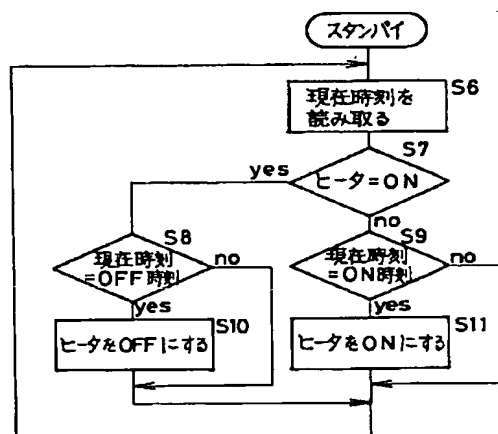 スタンバイ
S6
現在時刻を
読み取る
S7
yes
ヒータ=ON
no
S8
現在時刻
=OFF時刻
no
yes
S9
現在時刻
=ON時刻
no
yes
S10
ヒータをOFFにする
S11
ヒータをONにする